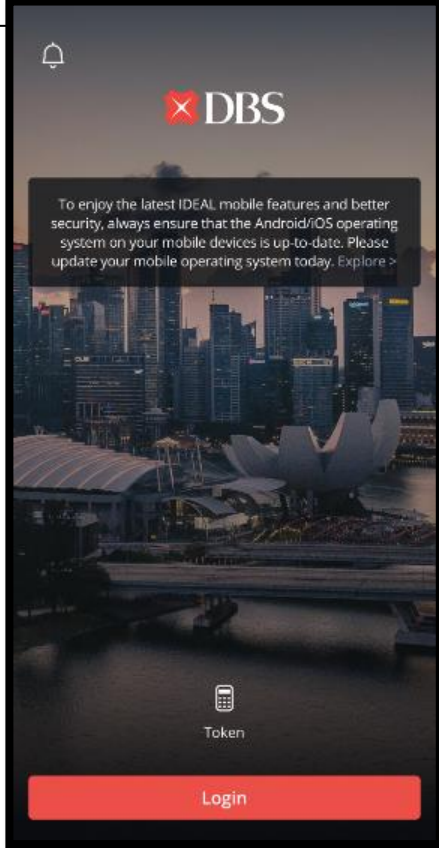 DBS
To enjoy the latest IDEAL mobile features and better
security, always ensure that the Android/iOS operating
system on your mobile devices is up-to-date. Please
update your mobile operating system today. Explore >
Token
Login